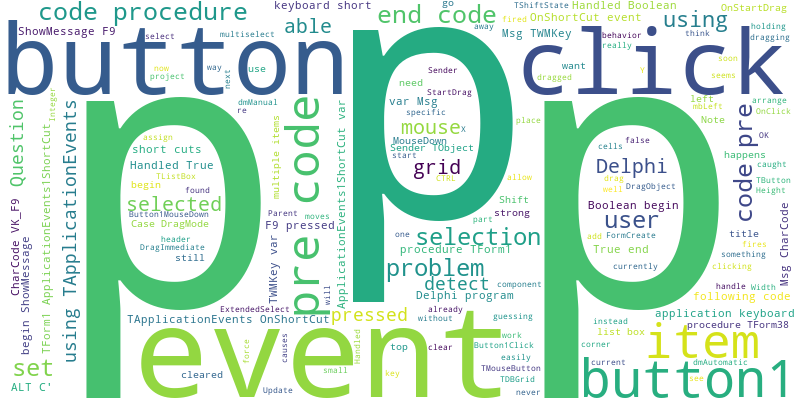 code procedure
keyboard short
end code
go
TShiftState
Handled Boolean
OnStartDrag
ShowMessage F9
able
away
fired
OnShortCut event
using
holding
select
multiselect
Msg TWMKey
behavior
think
dragging
button
p
click
now
way
use
next
project
Sender
StartDrag
really
want
soon
seems
Y
dragged
Question
integer
TApplicationEvents
ApplicationEvents1ShortCut
dmManual
re
need
var Msg
specific
mouse
X
place
left
mbLeft
arrange
OnClick
Note
assign
short cuts
Handled True
TListBox
begin
found
selected
Button1MouseDown
Case DragMode
header
DragImmediate
still
multiple items
pre code
ApplicationEvents1ShortCut var
MouseDown
Sender TObject
start
grid
CTRL
allow
Shift
strong
part
cells
false
Delphi
drag
well
DragObject
Boolean begin
user
add
FormCreate
True end
currently
happens
code pre
OK
caught
TButton
Height
title
fires
something
clicking
Msg CharCode
Parent
moves
F9 pressed
will
one
selection
procedure TForm1
problem
detect
component
Delphi program
handle
Width
following code
CharCode VK_F9
begin ShowMessage
TForm1 ApplicationEvents1ShortCut
using TApplicationEvents
TWMKey var
p
p
ExtendedSelect
TApplicationEvents OnShortCut
pressed
already
without
guessing
application keyboard
instead
procedure TForm38
list box
event
set
ALT C'
cleared
force
Update
causes
small
Handled
top
key
clear
work
Button1Click
easily
TMouseButton
TDBGrid
never
corner
current
item
dmAutomatic
see
button1